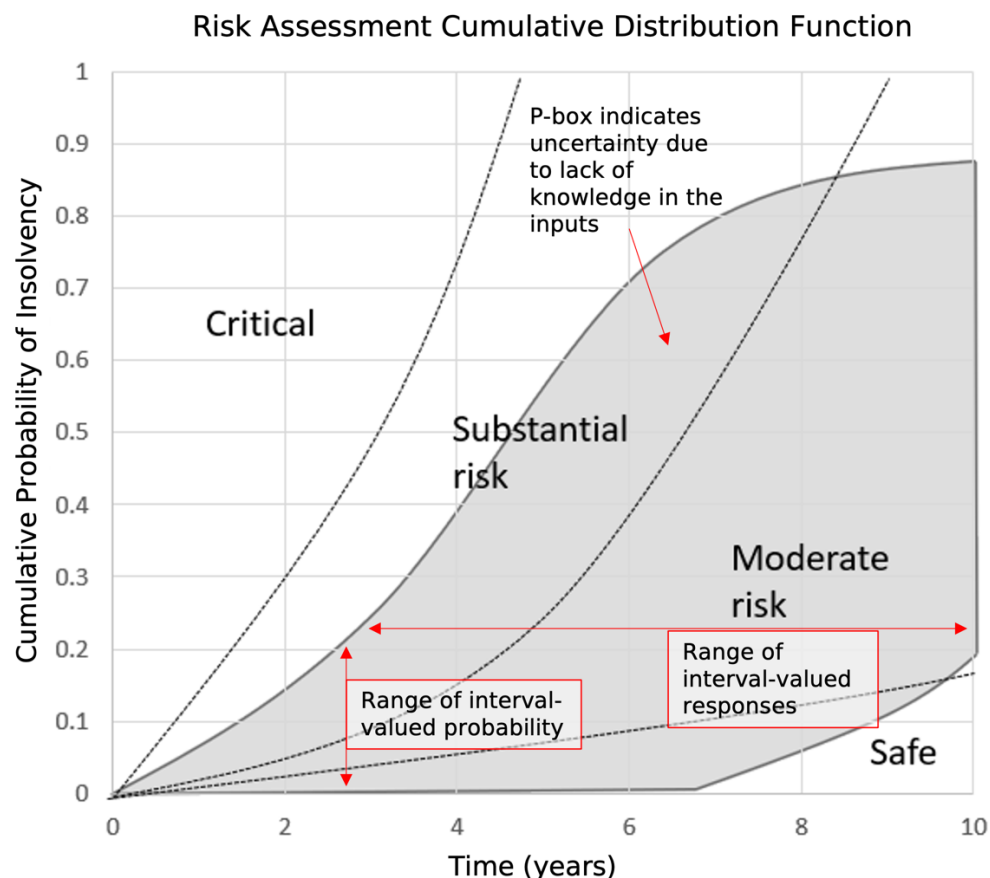 Risk Assessment Cumulative Distribution Function
Cumulative Probability of Insolvency
1
0.9
0.8
0.7
0.6
0.5
0.4
0.3
0.2
0.1
0
P-box indicates
uncertainty due
to lack of
knowledge in the
inputs
Critical
Substantial
risk
Moderate
risk
Range of interval-
valued probability
Range of
interval-valued
responses
Safe
0
2
4
6
8
10
Time (years)